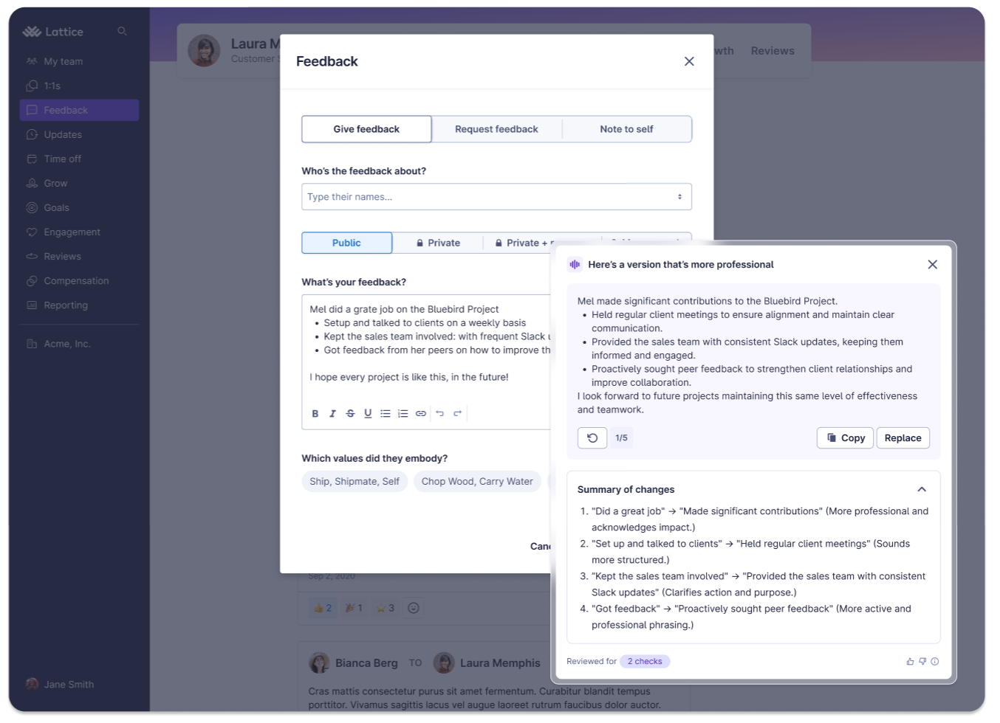 Lattice
My team
1:1s
Feedback
Updates
Time off
Grow
Goals
Engagement
Reviews
Compensation
Reporting
Acme, Inc.
Jane Smith
Laura
Customer
Reviews
Feedback
Give feedback
Request feedback
Note to self
Who's the feedback about?
Type their names...
Public
Private
Private +
What's your feedback?
Mel did a grate job on the Bluebird Project
• Setup and talked to clients on a weekly basis
• Kept the sales team involved: with frequent Slack
• Got feedback from her peers on how to improve
I hope every project is like this, in the future!
B I S U
Which values did they embody?
Ship, Shipmate, Self
Chop Wood, Carry Water
Sep 2, 2020
2
1
3
Bianca Berg TO Laura Memphis
Cras mattis consectetur purus sit amet fermentum. Curabitur blandit tempus
porttitor. Vivamus sagittis lacus vel augue laoreet rutrum faucibus dolor auctor.
Here's a version that's more professional
Mel made significant contributions to the Bluebird Project.
• Held regular client meetings to ensure alignment and maintain clear
communication.
• Provided the sales team with consistent Slack updates, keeping them
informed and engaged.
• Proactively sought peer feedback to strengthen client relationships and
improve collaboration.
I look forward to future projects maintaining this same level of effectiveness
and teamwork.
1/5
Copy
Replace
Summary of changes
1. "Did a great job" → "Made significant contributions" (More professional and
acknowledges impact.)
2. "Set up and talked to clients" → "Held regular client meetings" (Sounds
more structured.)
3. "Kept the sales team involved" → "Provided the sales team with consistent
Slack updates" (Clarifies action and purpose.)
4. "Got feedback" → "Proactively sought peer feedback" (More active and
professional phrasing.)
Reviewed for 2 checks